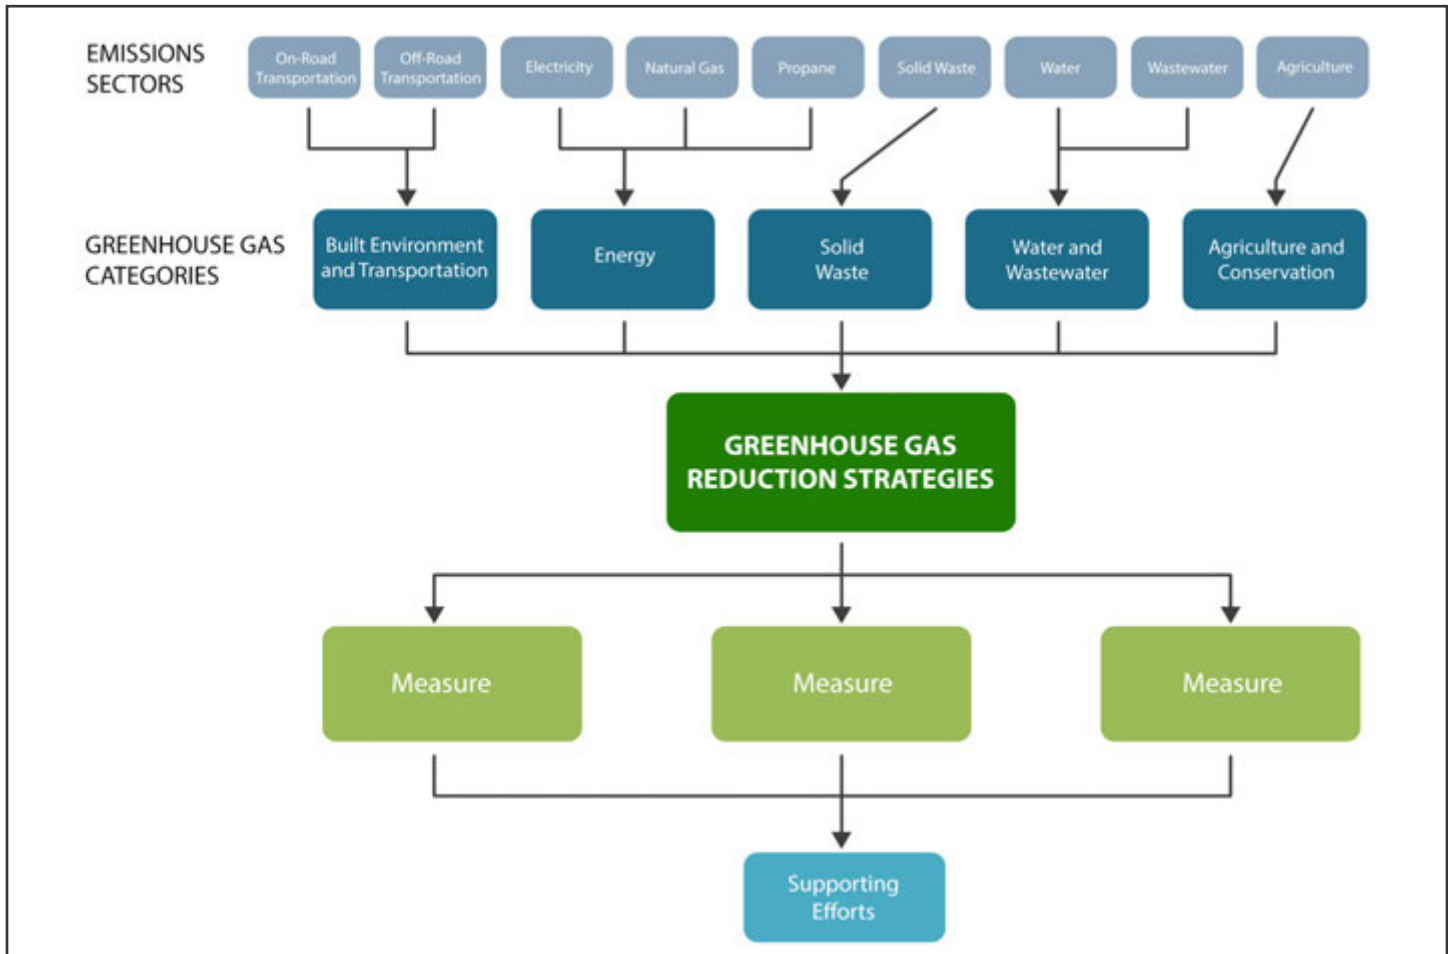 EMISSIONS
SECTORS
On-Road
Transportation
Off-Road
Transportation
Electricity
Natural Gas
Propane
Solid Waste
Water
Wastewater
Agriculture
GREENHOUSE GAS
CATEGORIES
Built Environment
and Transportation
Energy
Solid
Waste
Water and
Wastewater
Agriculture and
Conservation
GREENHOUSE GAS
REDUCTION STRATEGIES
Measure
Measure
Measure
Supporting
Efforts